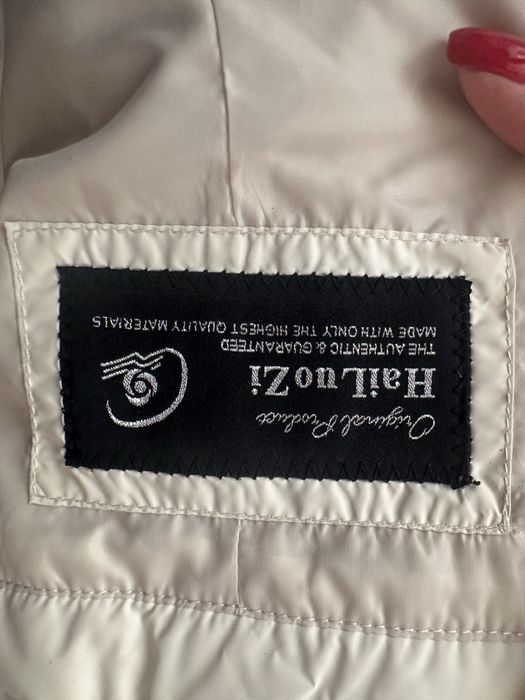 Original Product
HaiLuoZi
THE AUTHENTIC & GUARANTEED
MADE WITH ONLY THE HIGHEST QUALITY MATERIALS